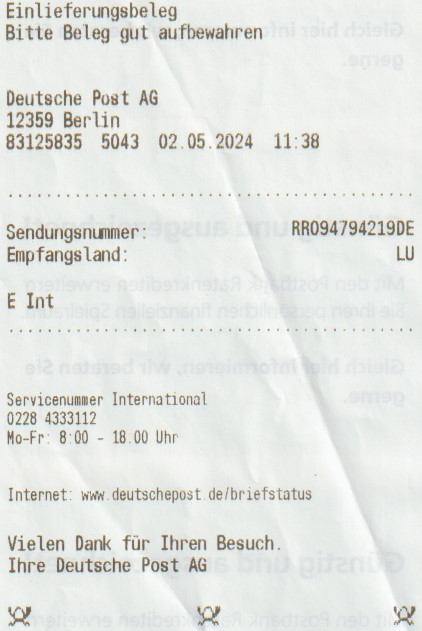 Einlieferungsbeleg
Bitte Beleg gut aufbewahren
Deutsche Post AG
12359 Berlin
83125835 5043 02.05.2024 11:38
Sendungsnummer: RR094794219DE
Empfangsland: LU
E Int
Servicenummer International
0228 4333112
Mo-Fr: 8:00 - 18.00 Uhr
Internet: www.deutschepost.de/briefstatus
Vielen Dank für Ihren Besuch.
Ihre Deutsche Post AG